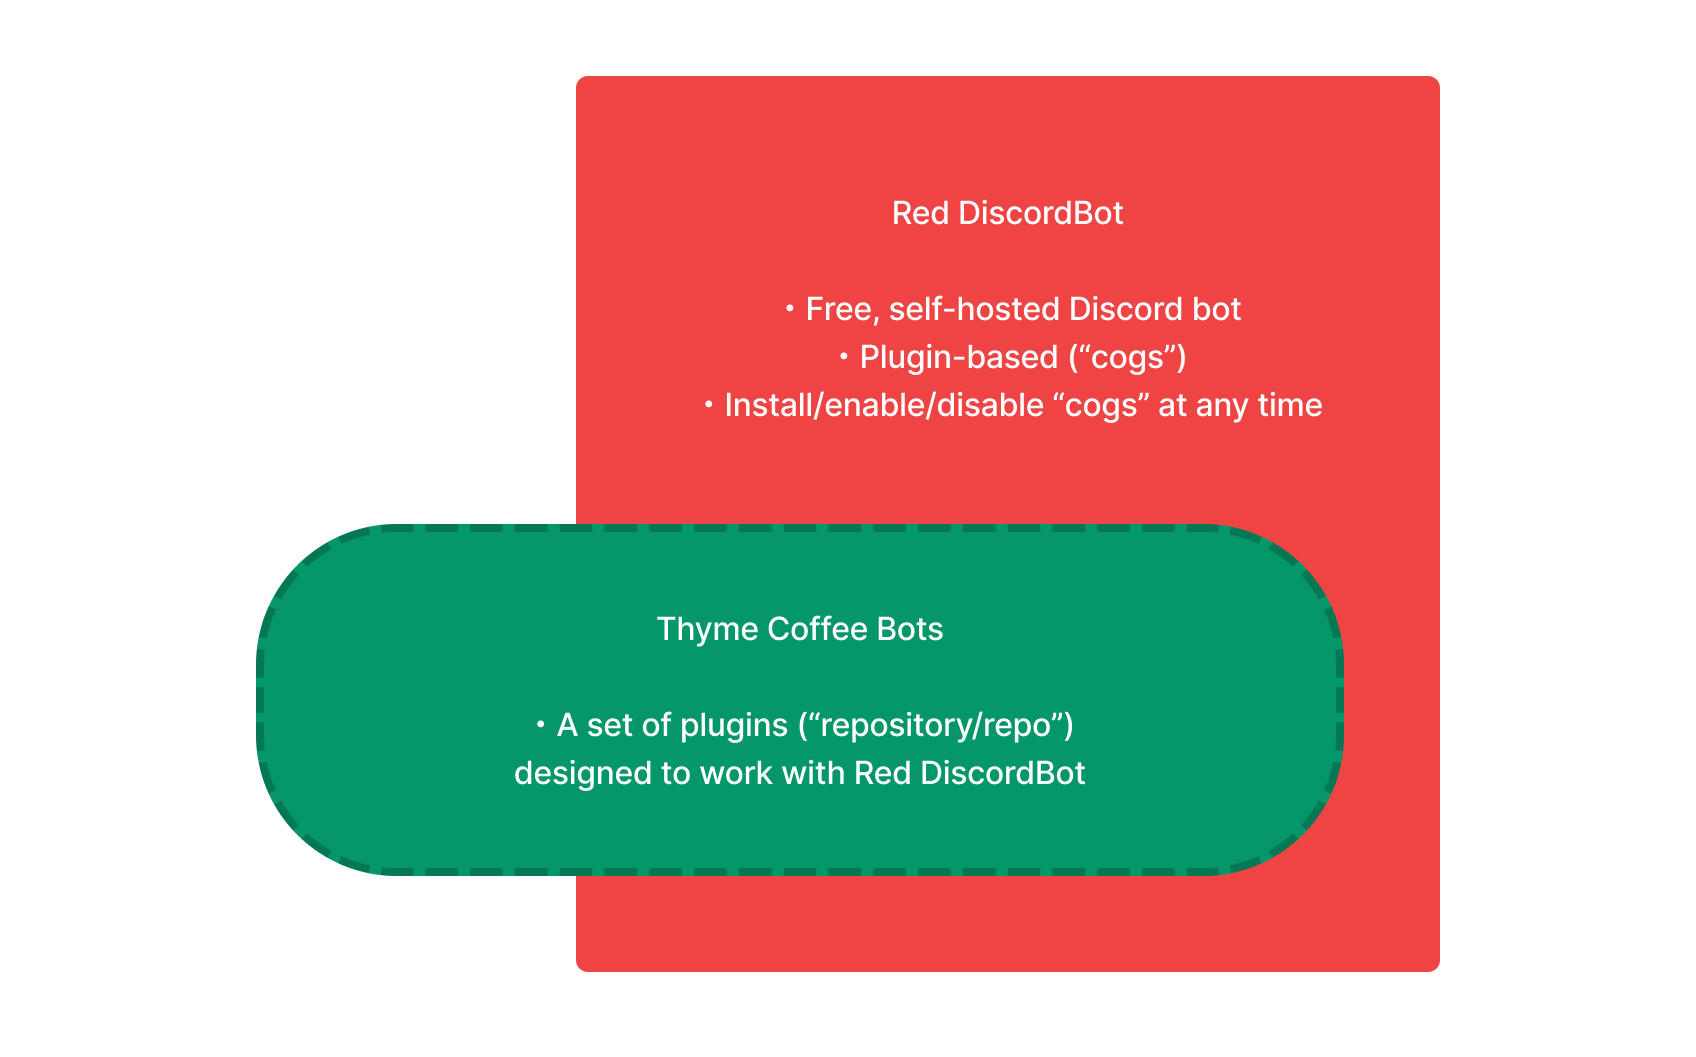 Red DiscordBot
・Free, self-hosted Discord bot
・Plugin-based (“cogs”)
・Install/enable/disable “cogs” at any time
Thyme Coffee Bots
・A set of plugins (“repository/repo”)
designed to work with Red DiscordBot